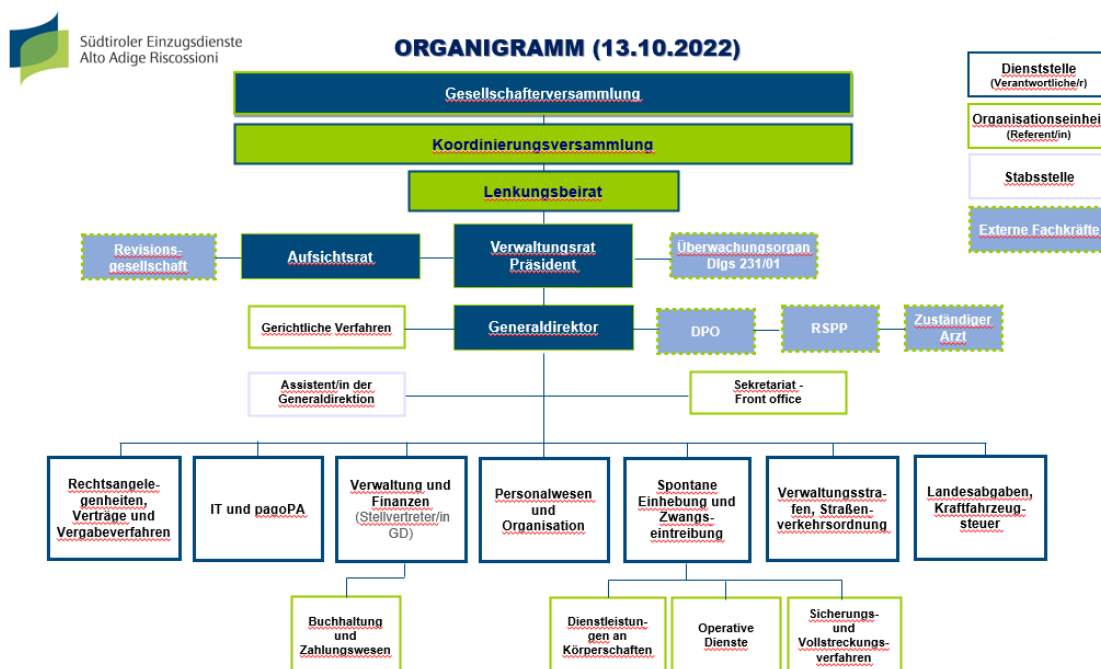 Südtiroler Einzugsdienste
Alto Adige Riscossioni
ORGANIGRAMM (13.10.2022)
Dienststelle
(Verantwortliche/r)
Organisationseinhei
(Referent/in)
Stabsstelle
Externe Fachkräfte
Gesellschafterversammlung
Koordinierungsversammlung
Lenkungsbeirat
Revisions-
gesellschaft
Aufsichtsrat
Verwaltungsrat
Präsident
Überwachungsorgan
Dlgs 231/01
Gerichtliche Verfahren
Generaldirektor
DPO
RSPP
Zuständiger
Arzt
Assistent/in der
Generaldirektion
Sekretariat -
Front office
Rechtsangele-
genheiten,
Verträge und
Vergabeverfahren
IT und pagoPA
Verwaltung und
Finanzen
(Stellvertreter/in
GD)
Personalwesen
und
Organisation
Spontane
Einhebung und
Zwangs-
eintreibung
Verwaltungsstra-
fen, Straßen-
verkehrsordnung
Landesabgaben,
Kraftfahrzeug-
steuer
Buchhaltung
und
Zahlungswesen
Dienstleistun-
gen an
Körperschaften
Operative
Dienste
Sicherungs-
und
Vollstreckungs-
verfahren